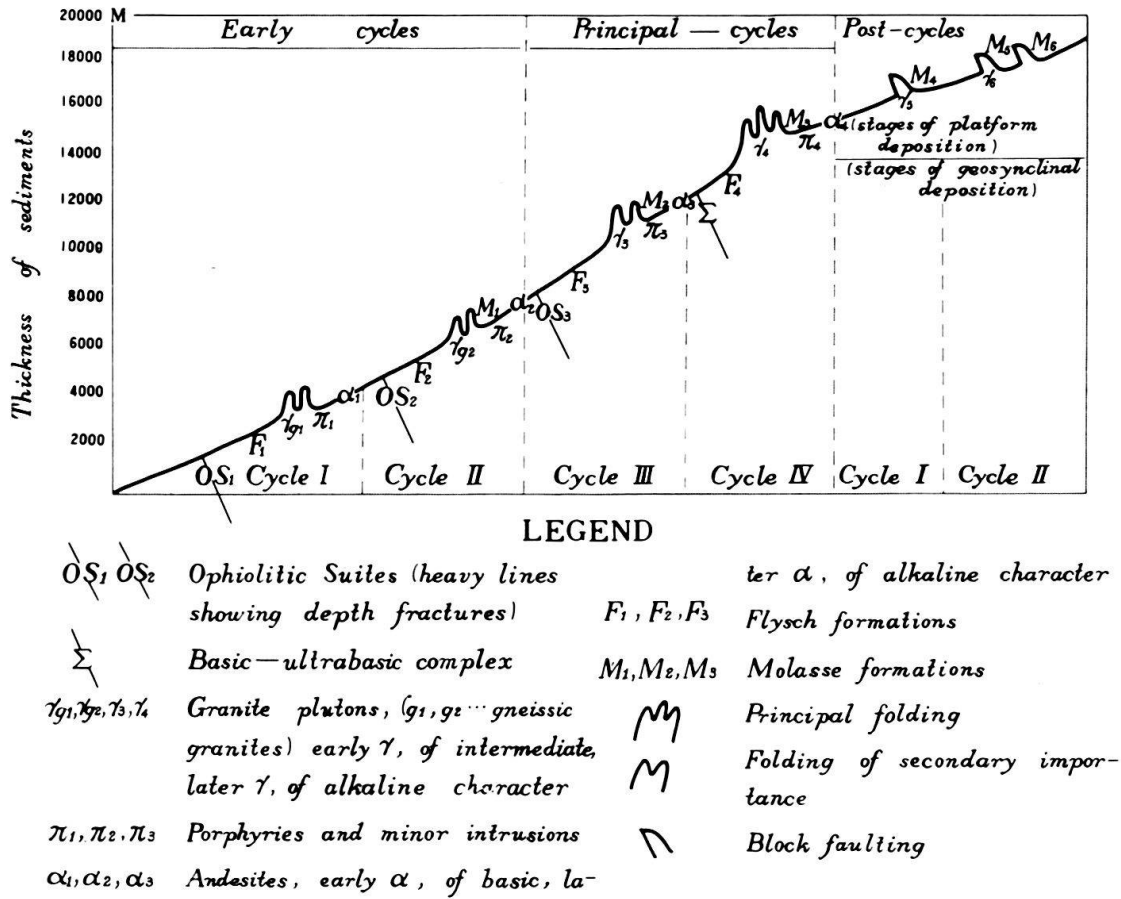 20000 M
Early cycles Principal — cycles Post-cycles
18000
16000
14000
12000
10000
8000
6000
4000
2000
Thickness of sediments
OS₁ F₁ γg₁ π₁ α₁
OS₂ F₂ γg₂ M₁ π₂ α₂
OS₃ F₃ γ₃ M₂ π₃ α₃
Σ F₄ γ₄ M₃ π₄ α₄
γ₅ M₄
γ₆ M₅ M₆
(stages of platform
deposition)
(stages of geosynclinal
deposition)
Cycle I Cycle II Cycle III Cycle IV Cycle I Cycle II
LEGEND
OS₁ OS₂ Ophiolitic Suites (heavy lines
showing depth fractures)
Σ Basic—ultrabasic complex
γg₁, γg₂, γ₃, γ₄ Granite plutons, (g₁, g₂ ··· gneissic
granites) early γ, of intermediate,
later γ, of alkaline character
π₁, π₂, π₃ Porphyries and minor intrusions
α₁, α₂, α₃ Andesites, early α, of basic, la-
ter α, of alkaline character
F₁, F₂, F₃ Flysch formations
M₁, M₂, M₃ Molasse formations
Principal folding
Folding of secondary impor-
tance
Block faulting